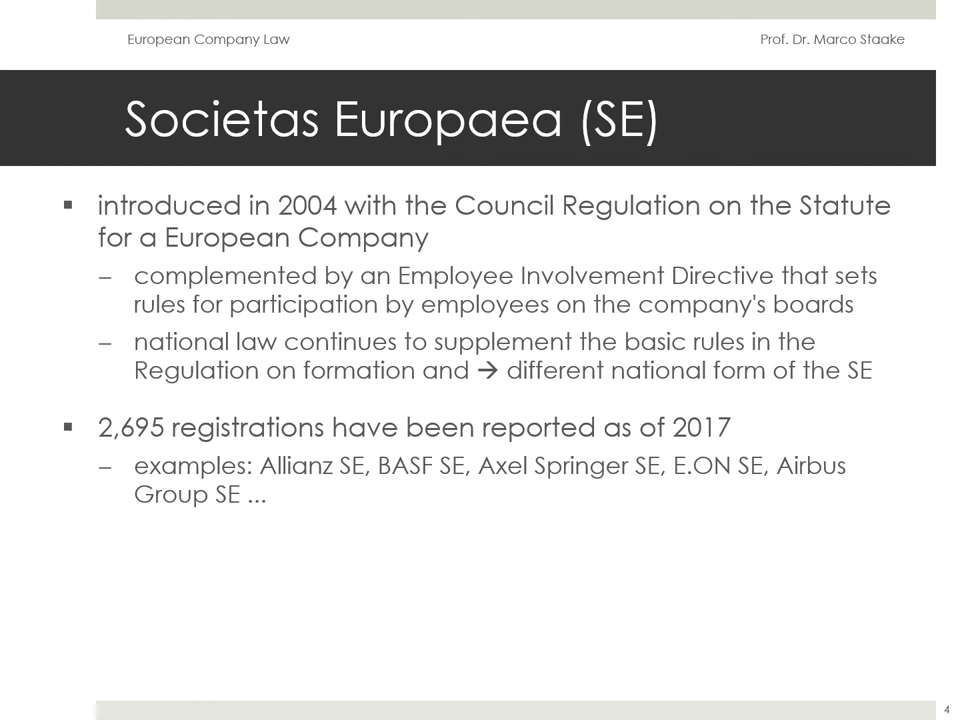 European Company Law
Prof. Dr. Marco Staake
Societas Europaea (SE)
▪ introduced in 2004 with the Council Regulation on the Statute
for a European Company
– complemented by an Employee Involvement Directive that sets
rules for participation by employees on the company's boards
– national law continues to supplement the basic rules in the
Regulation on formation and → different national form of the SE
▪ 2,695 registrations have been reported as of 2017
– examples: Allianz SE, BASF SE, Axel Springer SE, E.ON SE, Airbus
Group SE ...
4